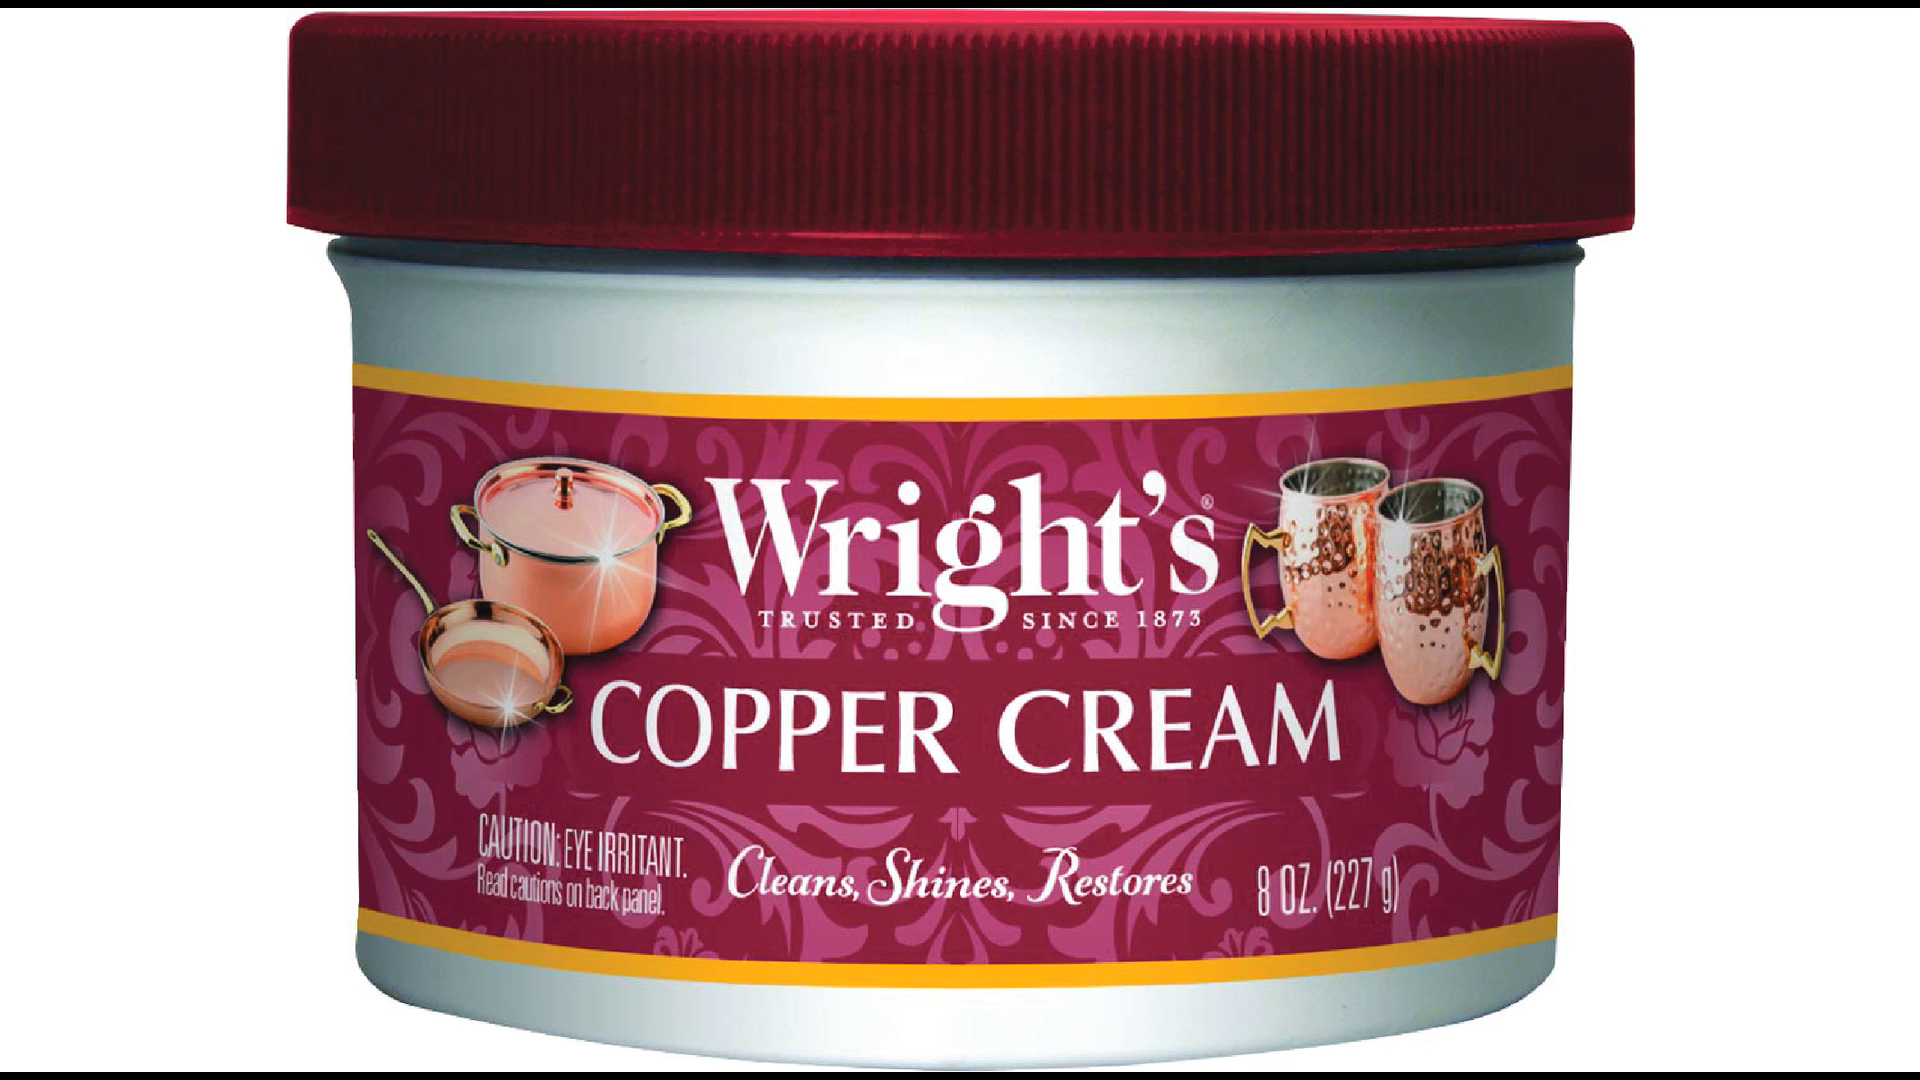 Wright's®
TRUSTED SINCE 1873
COPPER CREAM
CAUTION: EYE IRRITANT.
Read cautions on back panel.
Cleans, Shines, Restores
8 OZ. (227 g)